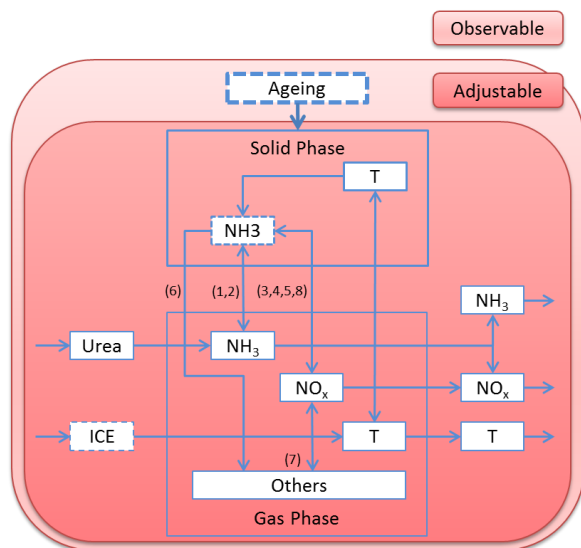 Observable
Ageing
Adjustable
Solid Phase
T
NH3
(6)
(1,2)
(3,4,5,8)
NH₃
Urea
NH₃
NOₓ
NOₓ
ICE
T
T
(7)
Others
Gas Phase